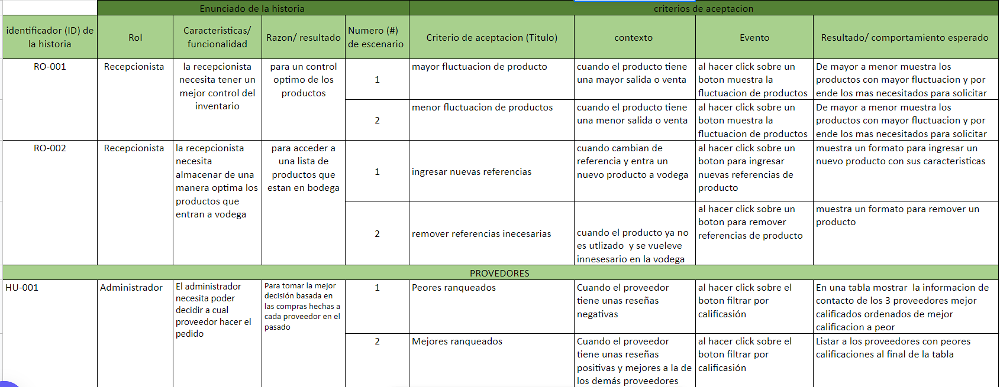 Enunciado de la historia
criterios de aceptacion
identificador (ID) de
la historia
Rol
Caracteristicas/
funcionalidad
Razon/ resultado
Numero (#)
de escenario
Criterio de aceptacion (Titulo)
contexto
Evento
Resultado/ comportamiento esperado
RO-001
Recepcionista
la recepcionista
necesita tener un
mejor control del
inventario
para un control
optimo de los
productos
1
mayor fluctuacion de producto
cuando el producto tiene
una mayor salida o venta
al hacer click sobre un
boton muestra la
fluctuacion de productos
De mayor a menor muestra los
productos con mayor fluctuacion y por
ende los mas necesitados para solicitar
2
menor fluctuacion de productos
cuando el producto tiene
una menor salida o venta
al hacer click sobre un
boton muestra la
fluctuacion de productos
De mayor a menor muestra los
productos con mayor fluctuacion y por
ende los mas necesitados para solicitar
RO-002
Recepcionista
la recepcionista
necesita
almacenar de una
manera optima los
productos que
entran a vodega
para acceder a
una lista de
productos que
estan en bodega
1
ingresar nuevas referencias
cuando cambian de
referencia y entra un
nuevo producto a vodega
al hacer click sobre un
boton para ingresar
nuevas referencias de
producto
muestra un formato para ingresar un
nuevo producto con sus caracteristicas
2
remover referencias inecesarias
cuando el producto ya no
es utlizado  y se vueleve
innesesario en la vodega
al hacer click sobre un
boton para remover
referencias de producto
muestra un formato para remover un
producto
PROVEDORES
HU-001
Administrador
El administrador
necesita poder
decidir a cual
proveedor hacer el
pedido
Para tomar la mejor
decisión basada en
las compras hechas a
cada proveedor en el
pasado
1
Peores ranqueados
Cuando el proveedor
tiene unas reseñas
negativas
al hacer click sobre el
boton filtrar por
calificasión
En una tabla mostrar  la informacion de
contacto de los 3 proveedores mejor
calificados ordenados de mejor
calificacion a peor
2
Mejores ranqueados
Cuando el proveedor
tiene unas reseñas
positivas y mejores a la de
los demás proveedores
al hacer click sobre el
boton filtrar por
calificasión
Listar a los proveedores con peores
calificaciones al final de la tabla